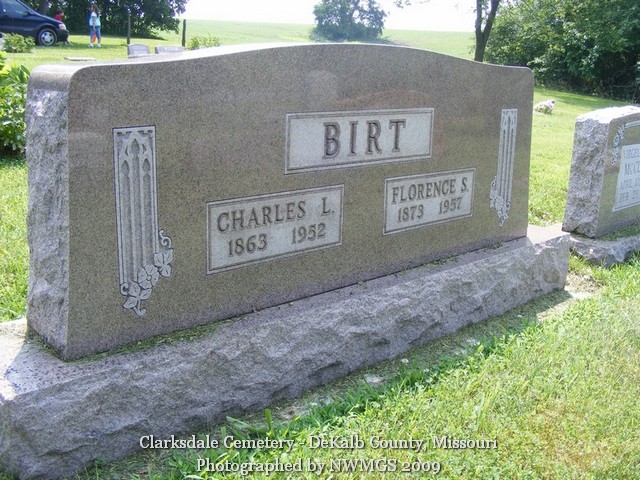 BIRT
CHARLES L.
1863 1952
FLORENCE S.
1873 1957
Clarksdale Cemetery - DeKalb County, Missouri
Photographed by NWMGS 2009